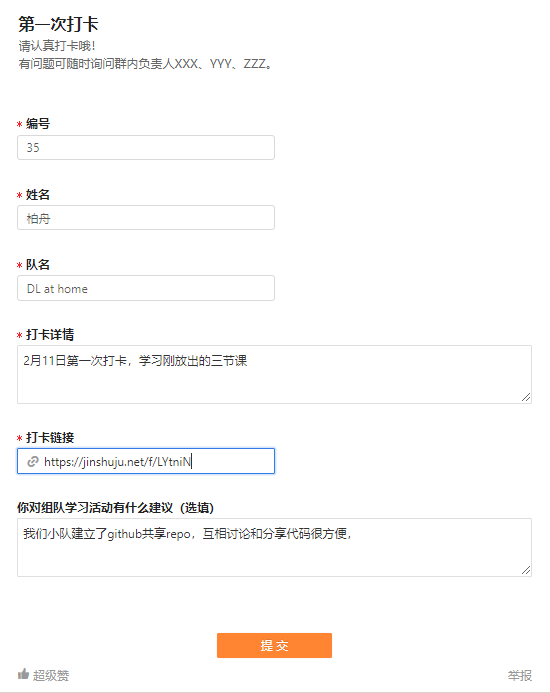 第一次打卡
请认真打卡哦！
有问题可随时询问群内负责人XXX、YYY、ZZZ。
* 编号
35
* 姓名
柏舟
* 队名
DL at home
* 打卡详情
2月11日第一次打卡，学习刚放出的三节课
* 打卡链接
https://jinshuju.net/f/LYtniN
你对组队学习活动有什么建议（选填）
我们小队建立了github共享repo，互相讨论和分享代码很方便，
提交
超级赞
举报